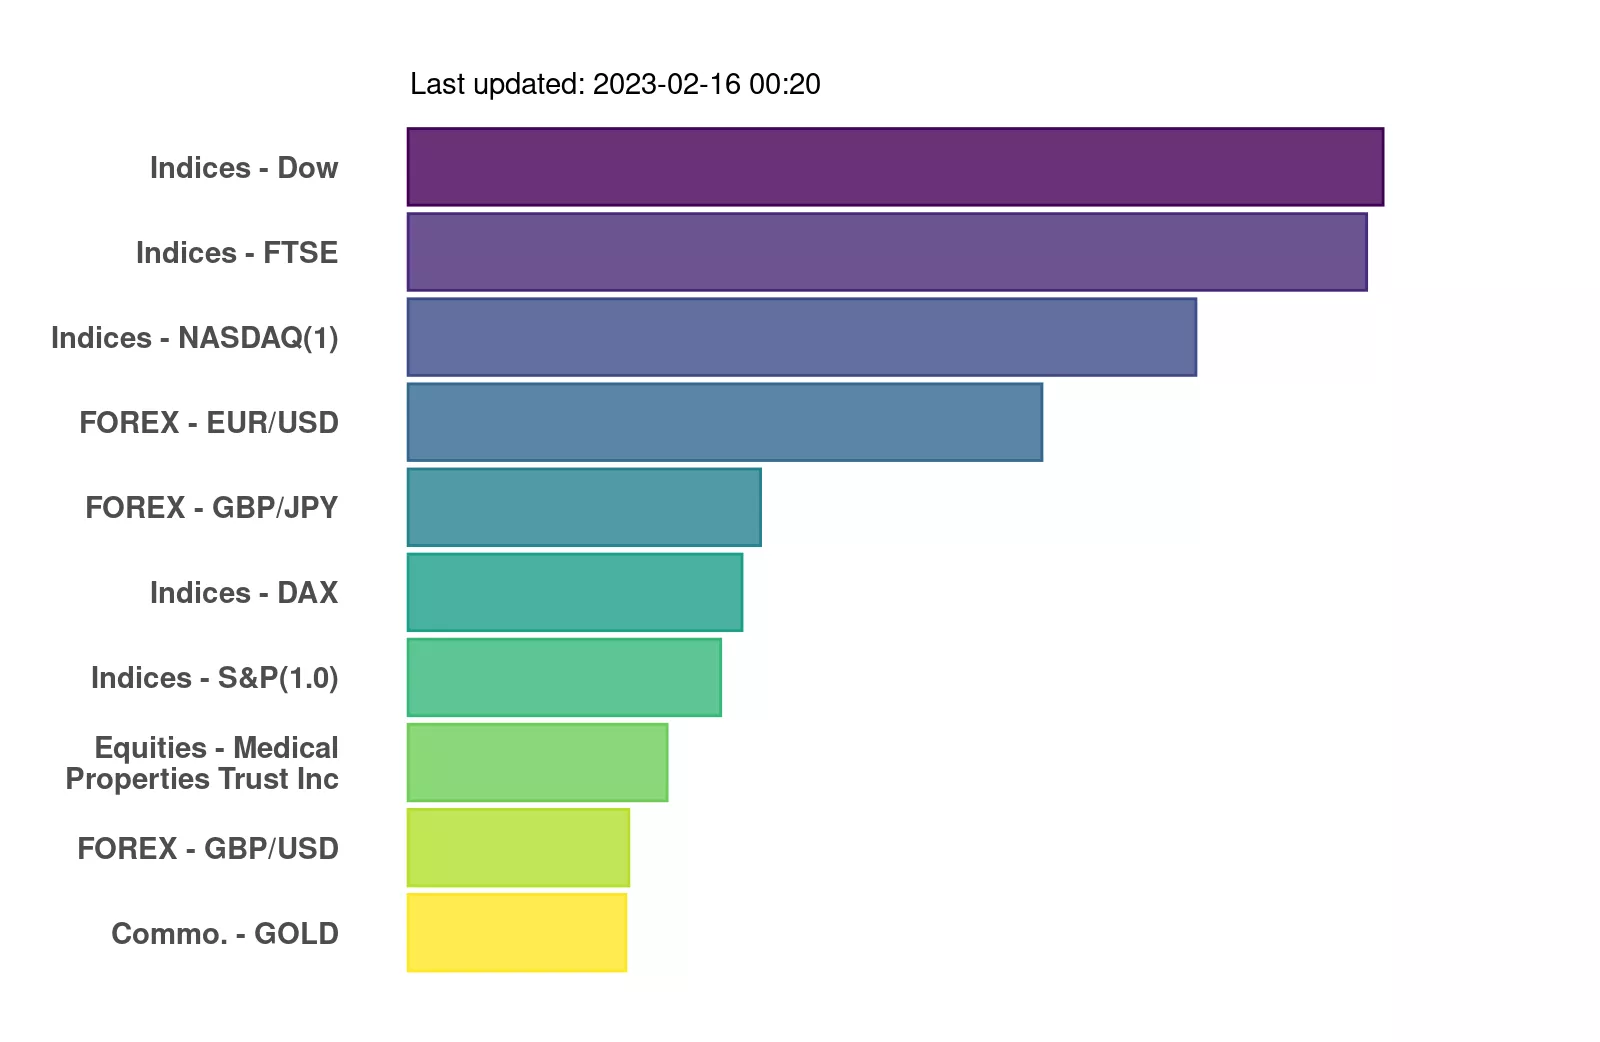 Last updated: 2023-02-16 00:20
Indices - Dow
Indices - FTSE
Indices - NASDAQ(1)
FOREX - EUR/USD
FOREX - GBP/JPY
Indices - DAX
Indices - S&P(1.0)
Equities - Medical
Properties Trust Inc
FOREX - GBP/USD
Commo. - GOLD